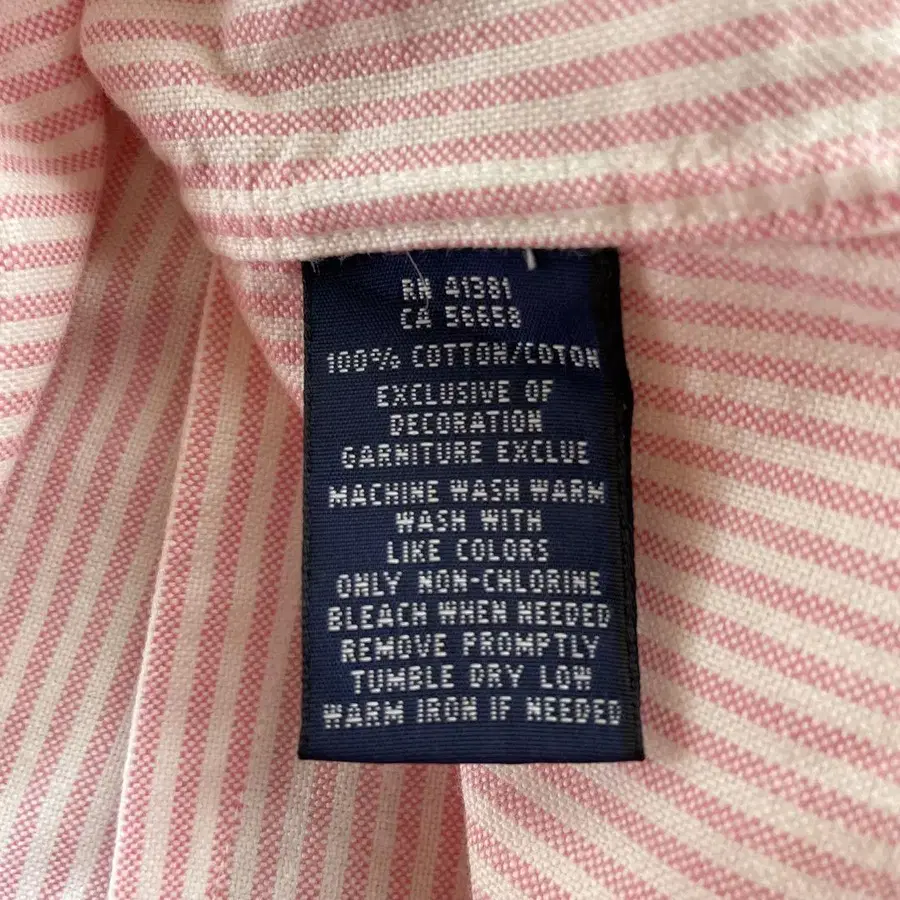 RN 41381
CA 56658
100% COTTON/COTON
EXCLUSIVE OF
DECORATION
GARNITURE EXCLUE
MACHINE WASH WARM
WASH WITH
LIKE COLORS
ONLY NON-CHLORINE
BLEACH WHEN NEEDED
REMOVE PROMPTLY
TUMBLE DRY LOW
WARM IRON IF NEEDED